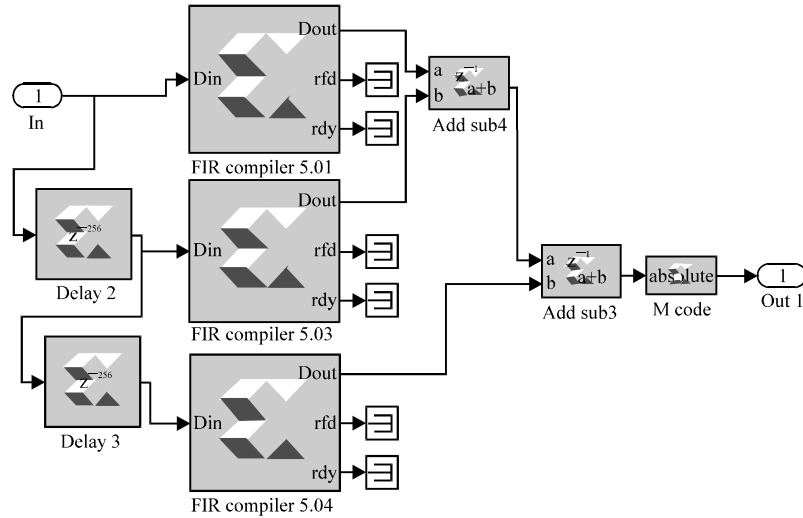 1
In
Din
Dout
rfd
rdy
FIR compiler 5.01
a
b
z⁻¹
a+b
Add sub4
z⁻²⁵⁶
Delay 2
Din
Dout
rfd
rdy
FIR compiler 5.03
a
b
z⁻¹
a+b
Add sub3
absolute
M code
1
Out 1
z⁻²⁵⁶
Delay 3
Din
Dout
rfd
rdy
FIR compiler 5.04